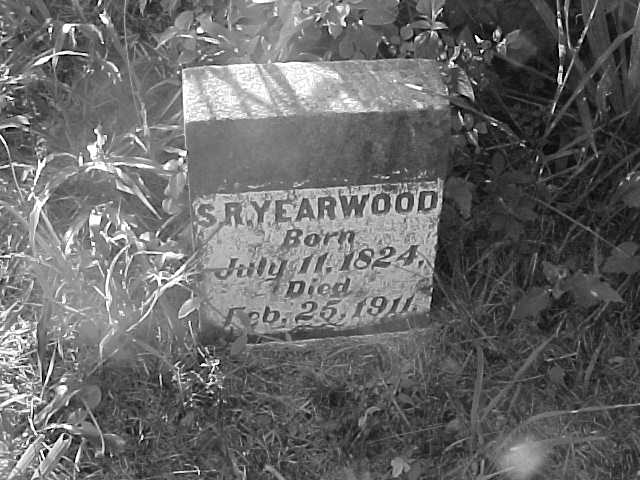 S.R. YEARWOOD
Born
July 11, 1824.
Died
Feb. 25, 1911.